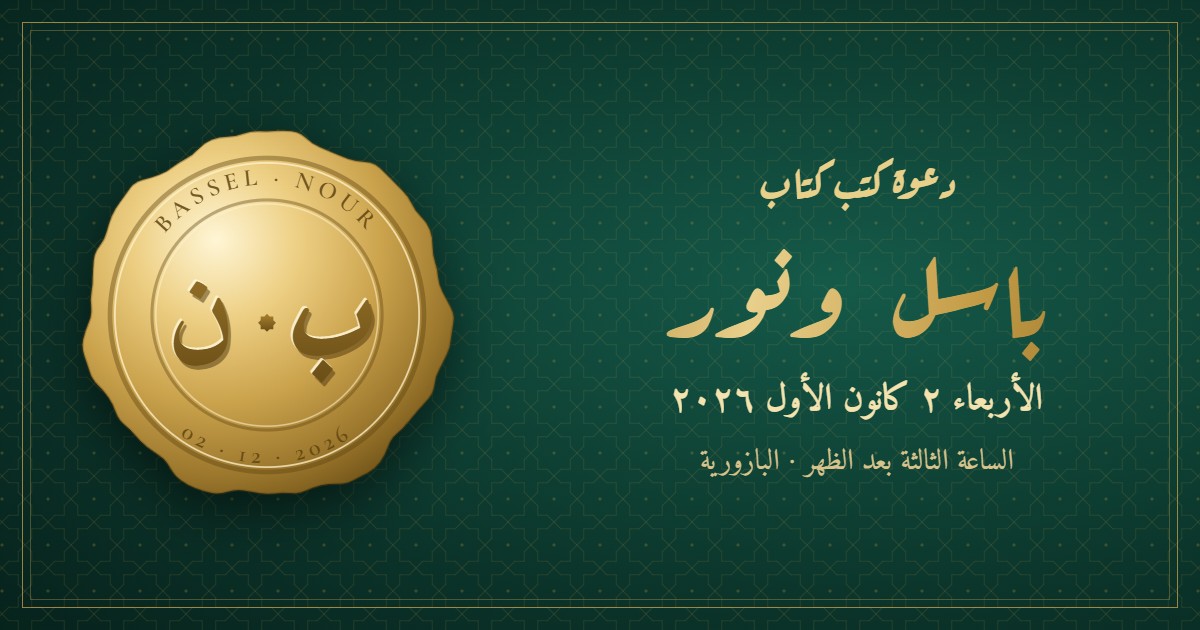 BASSEL · NOUR
ب · ن
02 · 12 · 2026
دعوة كتب كتاب
باسل ونور
الأربعاء ٢ كانون الأول ٢٠٢٦
الساعة الثالثة بعد الظهر · البازورية